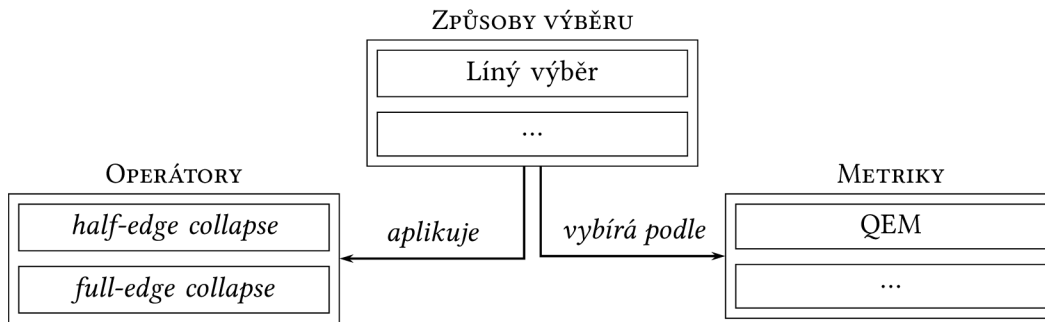 Způsoby výběru
Líný výběr
...
Operátory
half-edge collapse
full-edge collapse
aplikuje
vybírá podle
Metriky
QEM
...